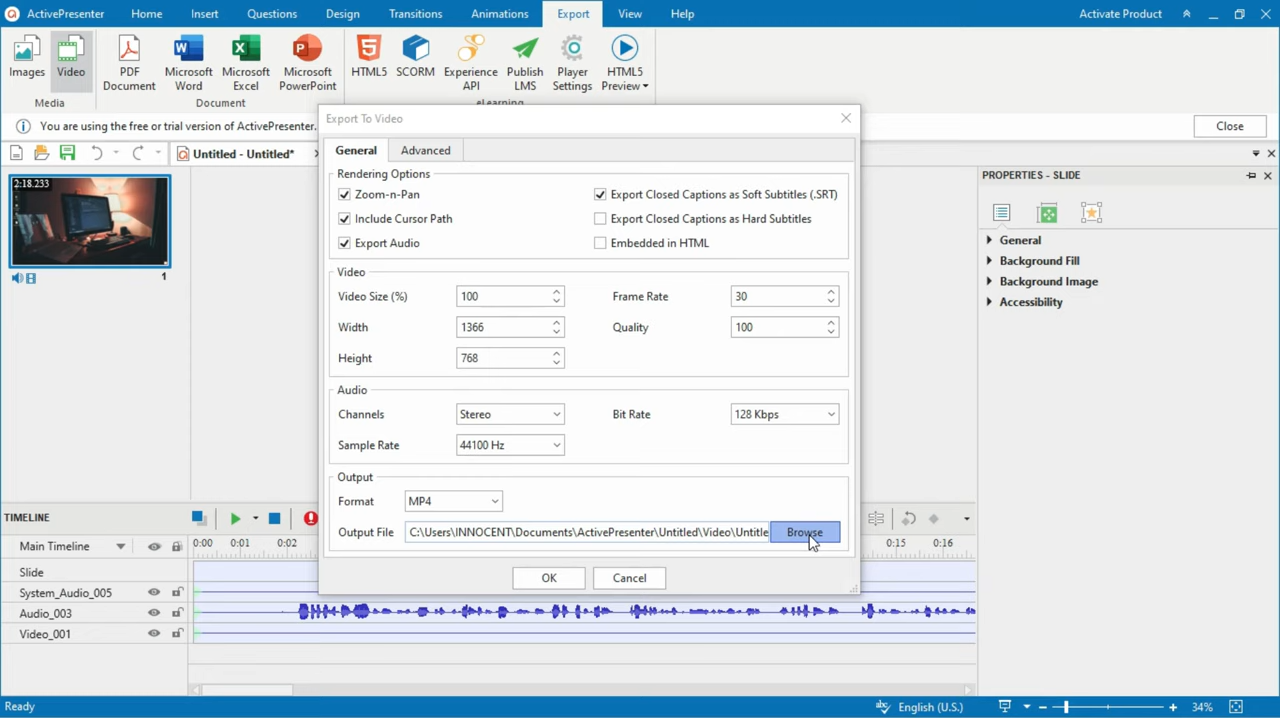 ActivePresenter Home Insert Questions Design Transitions Animations Export View Help Activate Product
Images Video PDF Document Microsoft Word Microsoft Excel Microsoft PowerPoint HTML5 SCORM Experience API Publish LMS Player Settings HTML5 Preview
Media Document eLearning
You are using the free or trial version of ActivePresenter. Close
Untitled - Untitled*
2:18.233
1
Export To Video
General Advanced
Rendering Options
Zoom-n-Pan Export Closed Captions as Soft Subtitles (.SRT)
Include Cursor Path Export Closed Captions as Hard Subtitles
Export Audio Embedded in HTML
Video
Video Size (%) 100 Frame Rate 30
Width 1366 Quality 100
Height 768
Audio
Channels Stereo Bit Rate 128 Kbps
Sample Rate 44100 Hz
Output
Format MP4
Output File C:\Users\INNOCENT\Documents\ActivePresenter\Untitled\Video\Untitle Browse
OK Cancel
PROPERTIES - SLIDE
General
Background Fill
Background Image
Accessibility
TIMELINE
Main Timeline 0:00 0:01 0:02 0:15 0:16
Slide
System_Audio_005
Audio_003
Video_001
Ready English (U.S.) 34%